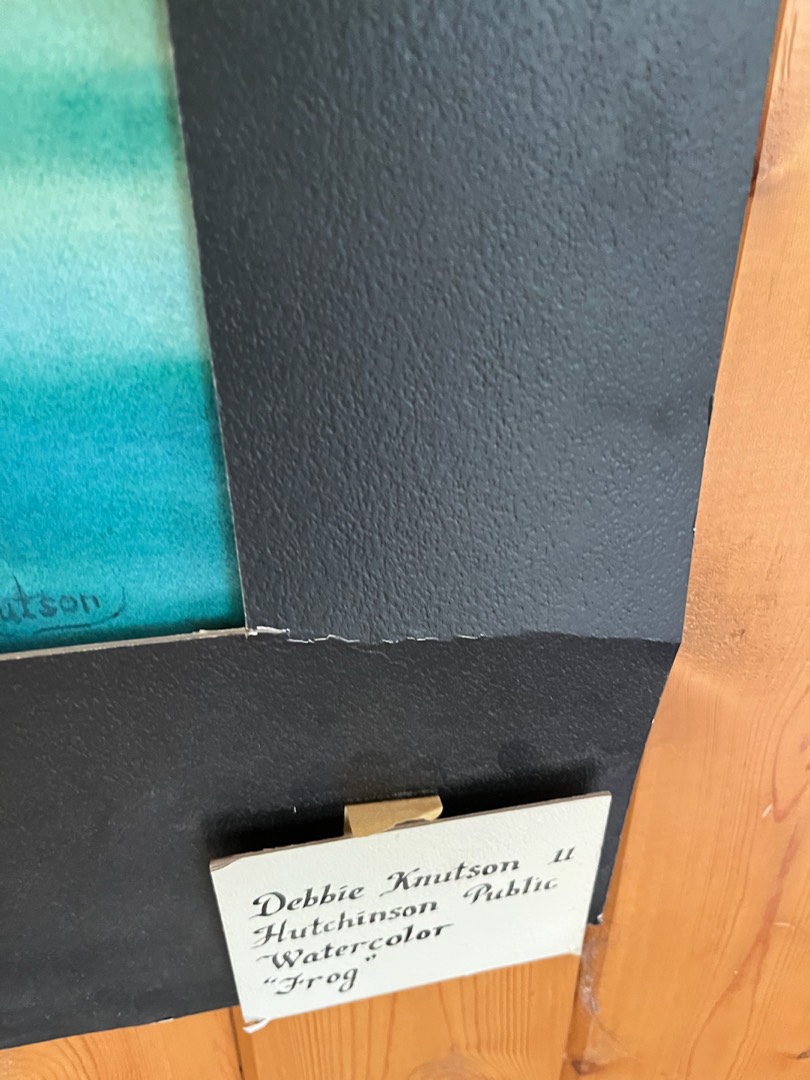 utson
Debbie Knutson 11
Hutchinson Public
Watercolor
"Frog"